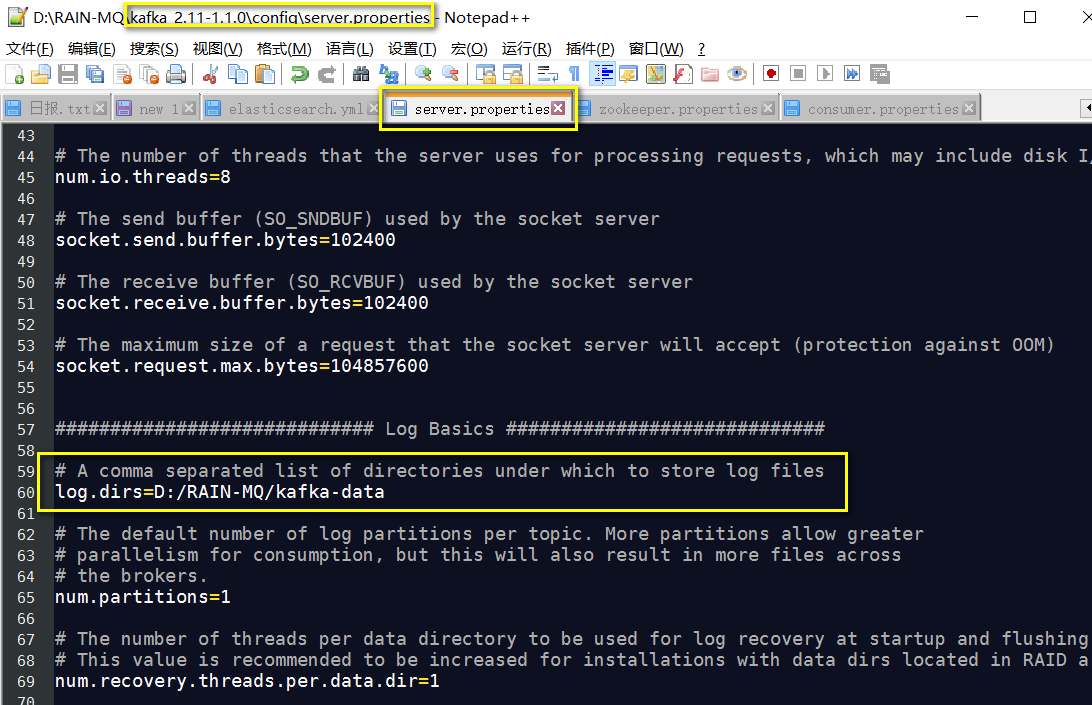 D:\RAIN-MQ\kafka_2.11-1.1.0\config\server.properties - Notepad++
文件(F) 编辑(E) 搜索(S) 视图(V) 格式(M) 语言(L) 设置(T) 宏(O) 运行(R) 插件(P) 窗口(W) ?
日报.txt new 1 elasticsearch.yml server.properties zookeeper.properties consumer.properties
43
44 # The number of threads that the server uses for processing requests, which may include disk I/
45 num.io.threads=8
46
47 # The send buffer (SO_SNDBUF) used by the socket server
48 socket.send.buffer.bytes=102400
49
50 # The receive buffer (SO_RCVBUF) used by the socket server
51 socket.receive.buffer.bytes=102400
52
53 # The maximum size of a request that the socket server will accept (protection against OOM)
54 socket.request.max.bytes=104857600
55
56
57 ############################# Log Basics #############################
58
59 # A comma separated list of directories under which to store log files
60 log.dirs=D:/RAIN-MQ/kafka-data
61
62 # The default number of log partitions per topic. More partitions allow greater
63 # parallelism for consumption, but this will also result in more files across
64 # the brokers.
65 num.partitions=1
66
67 # The number of threads per data directory to be used for log recovery at startup and flushing
68 # This value is recommended to be increased for installations with data dirs located in RAID a
69 num.recovery.threads.per.data.dir=1
70